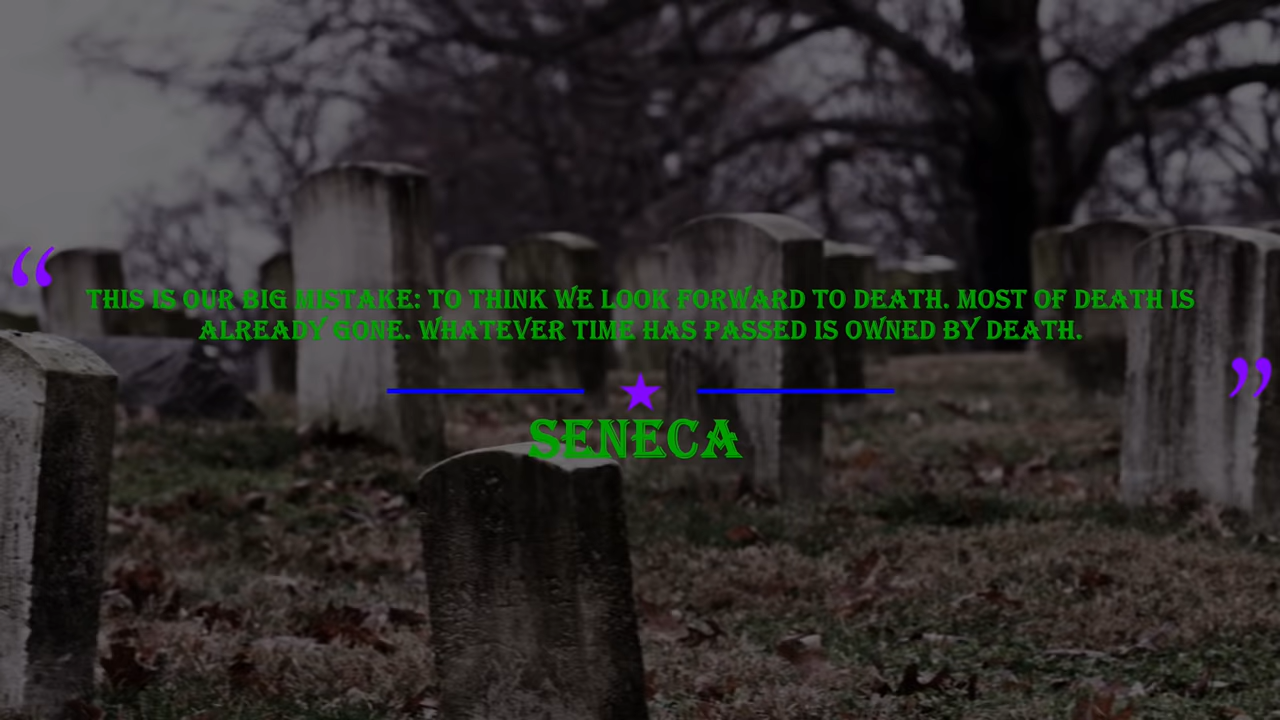 “
THIS IS OUR BIG MISTAKE: TO THINK WE LOOK FORWARD TO DEATH. MOST OF DEATH IS
ALREADY GONE. WHATEVER TIME HAS PASSED IS OWNED BY DEATH.
”
SENECA